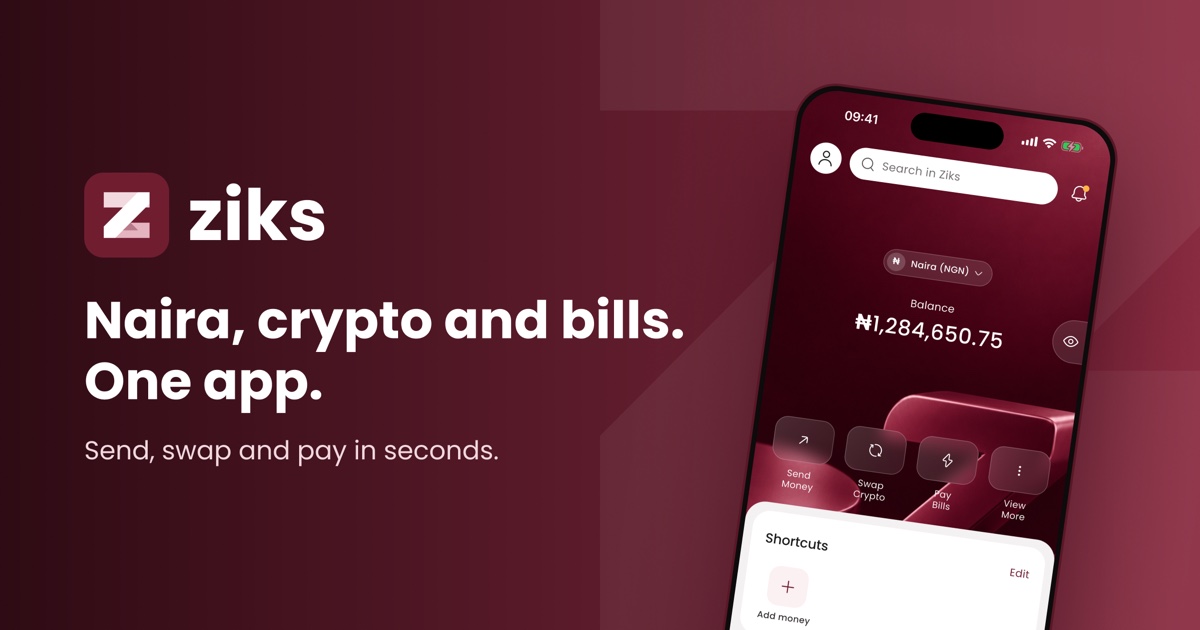 ziks
Naira, crypto and bills.
One app.
Send, swap and pay in seconds.
09:41
Search in Ziks
₦ Naira (NGN)
Balance
₦1,284,650.75
Send
Money
Swap
Crypto
Pay
Bills
View
More
Shortcuts
Edit
Add money